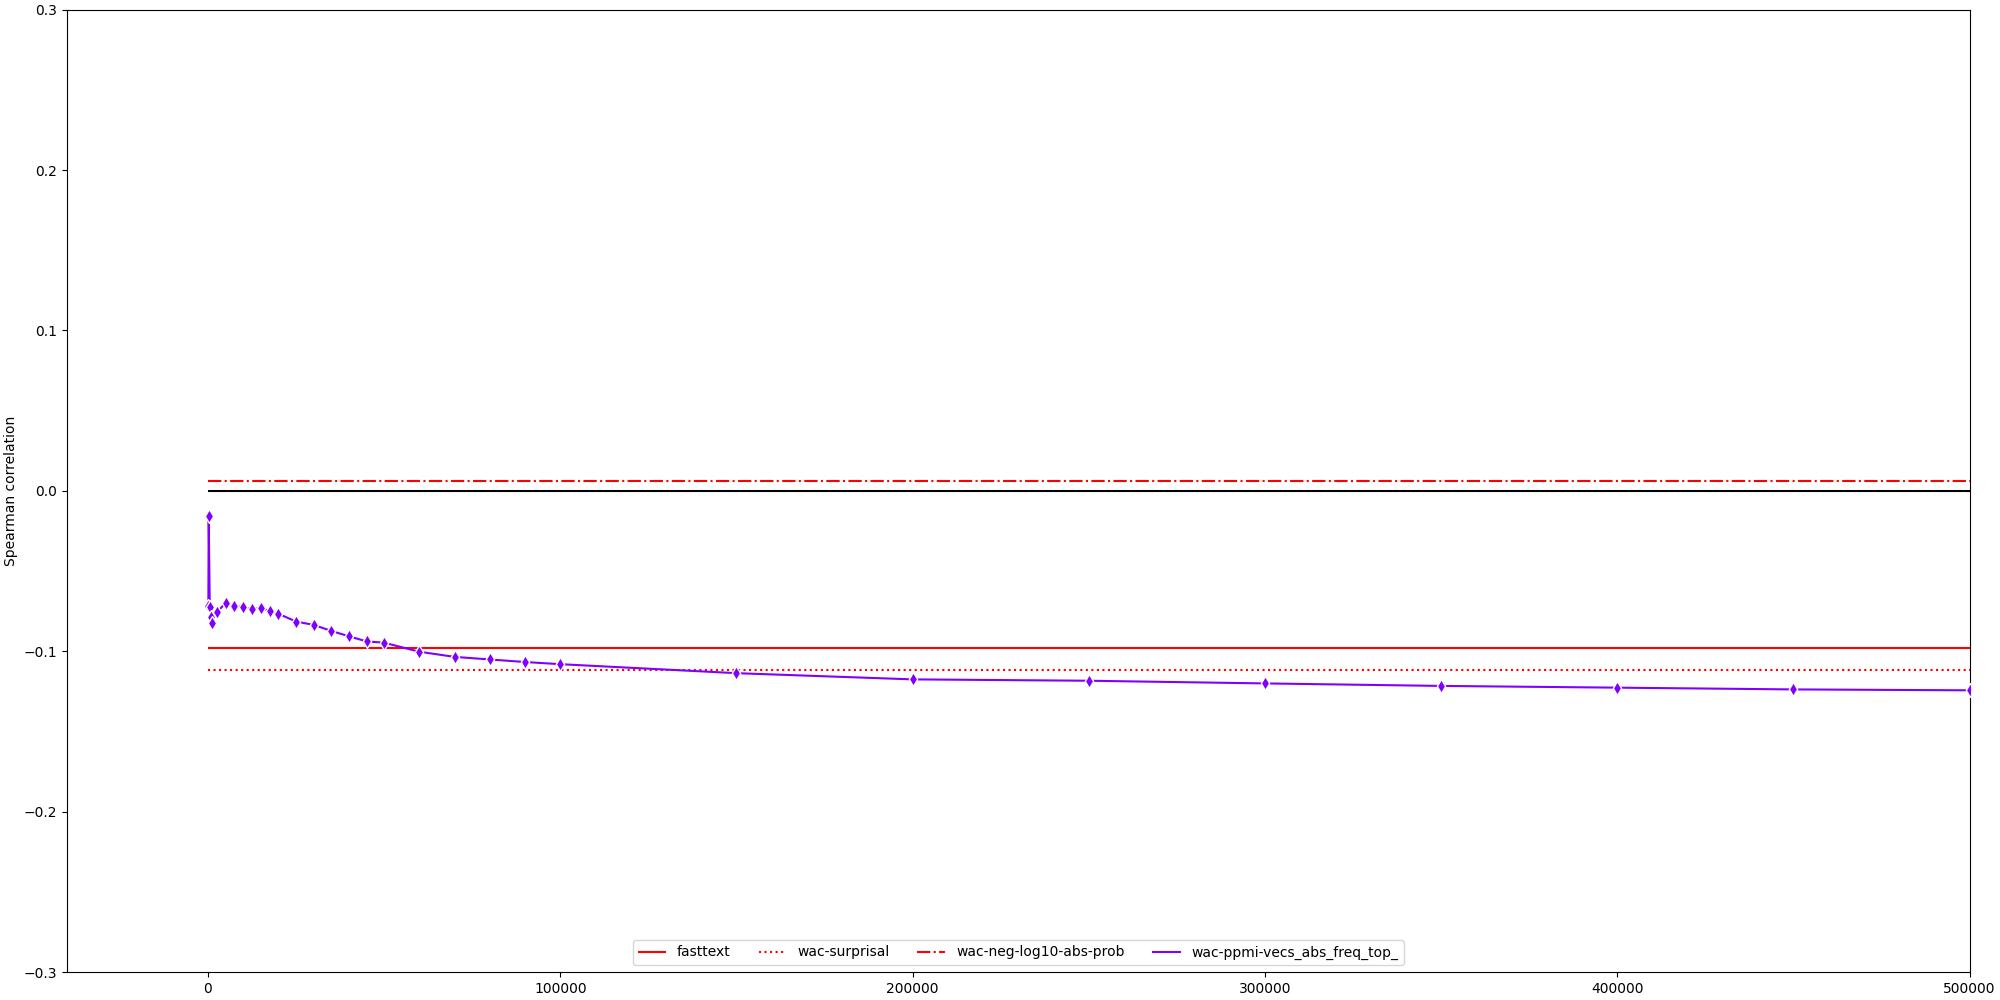 0.3
0.2
0.1
0.0
−0.1
−0.2
−0.3
Spearman correlation
0
100000
200000
300000
400000
500000
fasttext
wac-surprisal
wac-neg-log10-abs-prob
wac-ppmi-vecs_abs_freq_top_